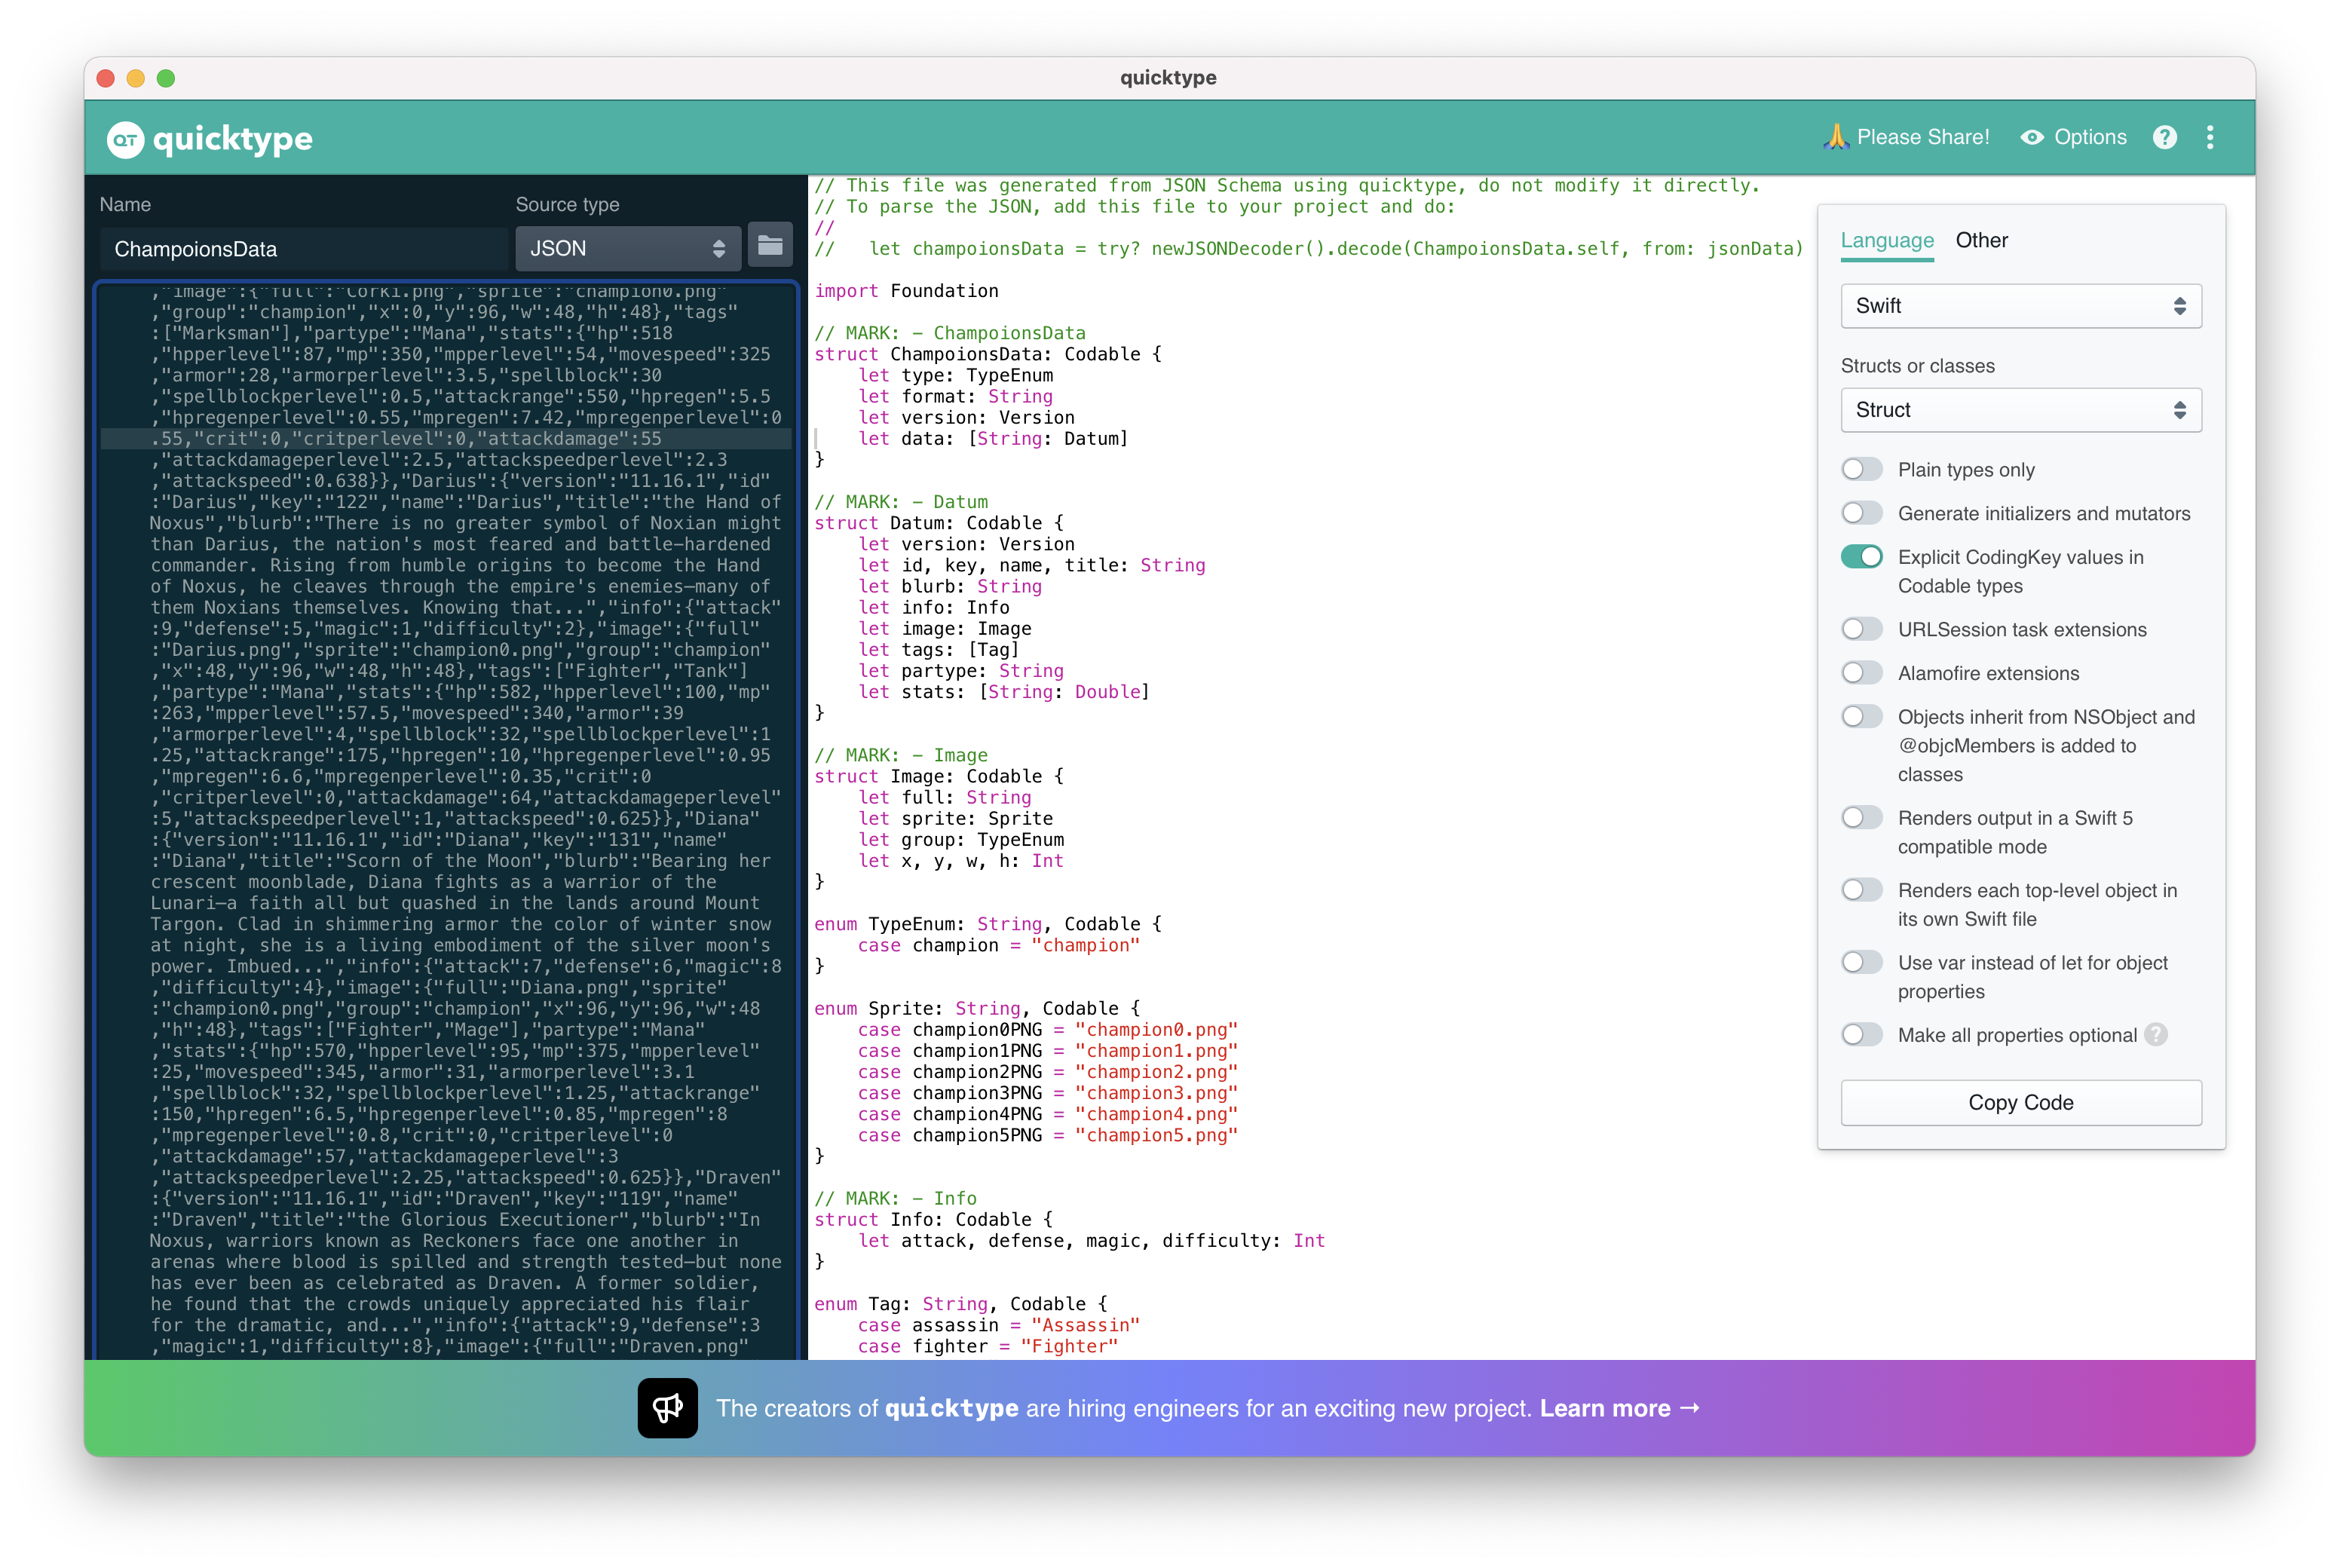 quicktype
QT quicktype
🙏 Please Share!
Options
?
Name
Source type
ChampoionsData
JSON
,"image":{"full":"Corki.png","sprite":"champion0.png"
,"group":"champion","x":0,"y":96,"w":48,"h":48},"tags"
:["Marksman"],"partype":"Mana","stats":{"hp":518
,"hpperlevel":87,"mp":350,"mpperlevel":54,"movespeed":325
,"armor":28,"armorperlevel":3.5,"spellblock":30
,"spellblockperlevel":0.5,"attackrange":550,"hpregen":5.5
,"hpregenperlevel":0.55,"mpregen":7.42,"mpregenperlevel":0
.55,"crit":0,"critperlevel":0,"attackdamage":55
,"attackdamageperlevel":2.5,"attackspeedperlevel":2.3
,"attackspeed":0.638}},"Darius":{"version":"11.16.1","id"
:"Darius","key":"122","name":"Darius","title":"the Hand of
Noxus","blurb":"There is no greater symbol of Noxian might
than Darius, the nation's most feared and battle-hardened
commander. Rising from humble origins to become the Hand
of Noxus, he cleaves through the empire's enemies—many of
them Noxians themselves. Knowing that...","info":{"attack"
:9,"defense":5,"magic":1,"difficulty":2},"image":{"full"
:"Darius.png","sprite":"champion0.png","group":"champion"
,"x":48,"y":96,"w":48,"h":48},"tags":["Fighter","Tank"]
,"partype":"Mana","stats":{"hp":582,"hpperlevel":100,"mp"
:263,"mpperlevel":57.5,"movespeed":340,"armor":39
,"armorperlevel":4,"spellblock":32,"spellblockperlevel":1
.25,"attackrange":175,"hpregen":10,"hpregenperlevel":0.95
,"mpregen":6.6,"mpregenperlevel":0.35,"crit":0
,"critperlevel":0,"attackdamage":64,"attackdamageperlevel"
:5,"attackspeedperlevel":1,"attackspeed":0.625}},"Diana"
:{"version":"11.16.1","id":"Diana","key":"131","name"
:"Diana","title":"Scorn of the Moon","blurb":"Bearing her
crescent moonblade, Diana fights as a warrior of the
Lunari—a faith all but quashed in the lands around Mount
Targon. Clad in shimmering armor the color of winter snow
at night, she is a living embodiment of the silver moon's
power. Imbued...","info":{"attack":7,"defense":6,"magic":8
,"difficulty":4},"image":{"full":"Diana.png","sprite"
:"champion0.png","group":"champion","x":96,"y":96,"w":48
,"h":48},"tags":["Fighter","Mage"],"partype":"Mana"
,"stats":{"hp":570,"hpperlevel":95,"mp":375,"mpperlevel"
:25,"movespeed":345,"armor":31,"armorperlevel":3.1
,"spellblock":32,"spellblockperlevel":1.25,"attackrange"
:150,"hpregen":6.5,"hpregenperlevel":0.85,"mpregen":8
,"mpregenperlevel":0.8,"crit":0,"critperlevel":0
,"attackdamage":57,"attackdamageperlevel":3
,"attackspeedperlevel":2.25,"attackspeed":0.625}},"Draven"
:{"version":"11.16.1","id":"Draven","key":"119","name"
:"Draven","title":"the Glorious Executioner","blurb":"In
Noxus, warriors known as Reckoners face one another in
arenas where blood is spilled and strength tested—but none
has ever been as celebrated as Draven. A former soldier,
he found that the crowds uniquely appreciated his flair
for the dramatic, and...","info":{"attack":9,"defense":3
,"magic":1,"difficulty":8},"image":{"full":"Draven.png"
// This file was generated from JSON Schema using quicktype, do not modify it directly.
// To parse the JSON, add this file to your project and do:
//
//   let champoionsData = try? newJSONDecoder().decode(ChampoionsData.self, from: jsonData)
import Foundation
// MARK: - ChampoionsData
struct ChampoionsData: Codable {
    let type: TypeEnum
    let format: String
    let version: Version
    let data: [String: Datum]
}
// MARK: - Datum
struct Datum: Codable {
    let version: Version
    let id, key, name, title: String
    let blurb: String
    let info: Info
    let image: Image
    let tags: [Tag]
    let partype: String
    let stats: [String: Double]
}
// MARK: - Image
struct Image: Codable {
    let full: String
    let sprite: Sprite
    let group: TypeEnum
    let x, y, w, h: Int
}
enum TypeEnum: String, Codable {
    case champion = "champion"
}
enum Sprite: String, Codable {
    case champion0PNG = "champion0.png"
    case champion1PNG = "champion1.png"
    case champion2PNG = "champion2.png"
    case champion3PNG = "champion3.png"
    case champion4PNG = "champion4.png"
    case champion5PNG = "champion5.png"
}
// MARK: - Info
struct Info: Codable {
    let attack, defense, magic, difficulty: Int
}
enum Tag: String, Codable {
    case assassin = "Assassin"
    case fighter = "Fighter"
Language Other
Swift
Structs or classes
Struct
Plain types only
Generate initializers and mutators
Explicit CodingKey values in
Codable types
URLSession task extensions
Alamofire extensions
Objects inherit from NSObject and
@objcMembers is added to
classes
Renders output in a Swift 5
compatible mode
Renders each top-level object in
its own Swift file
Use var instead of let for object
properties
Make all properties optional ?
Copy Code
The creators of quicktype are hiring engineers for an exciting new project. Learn more →